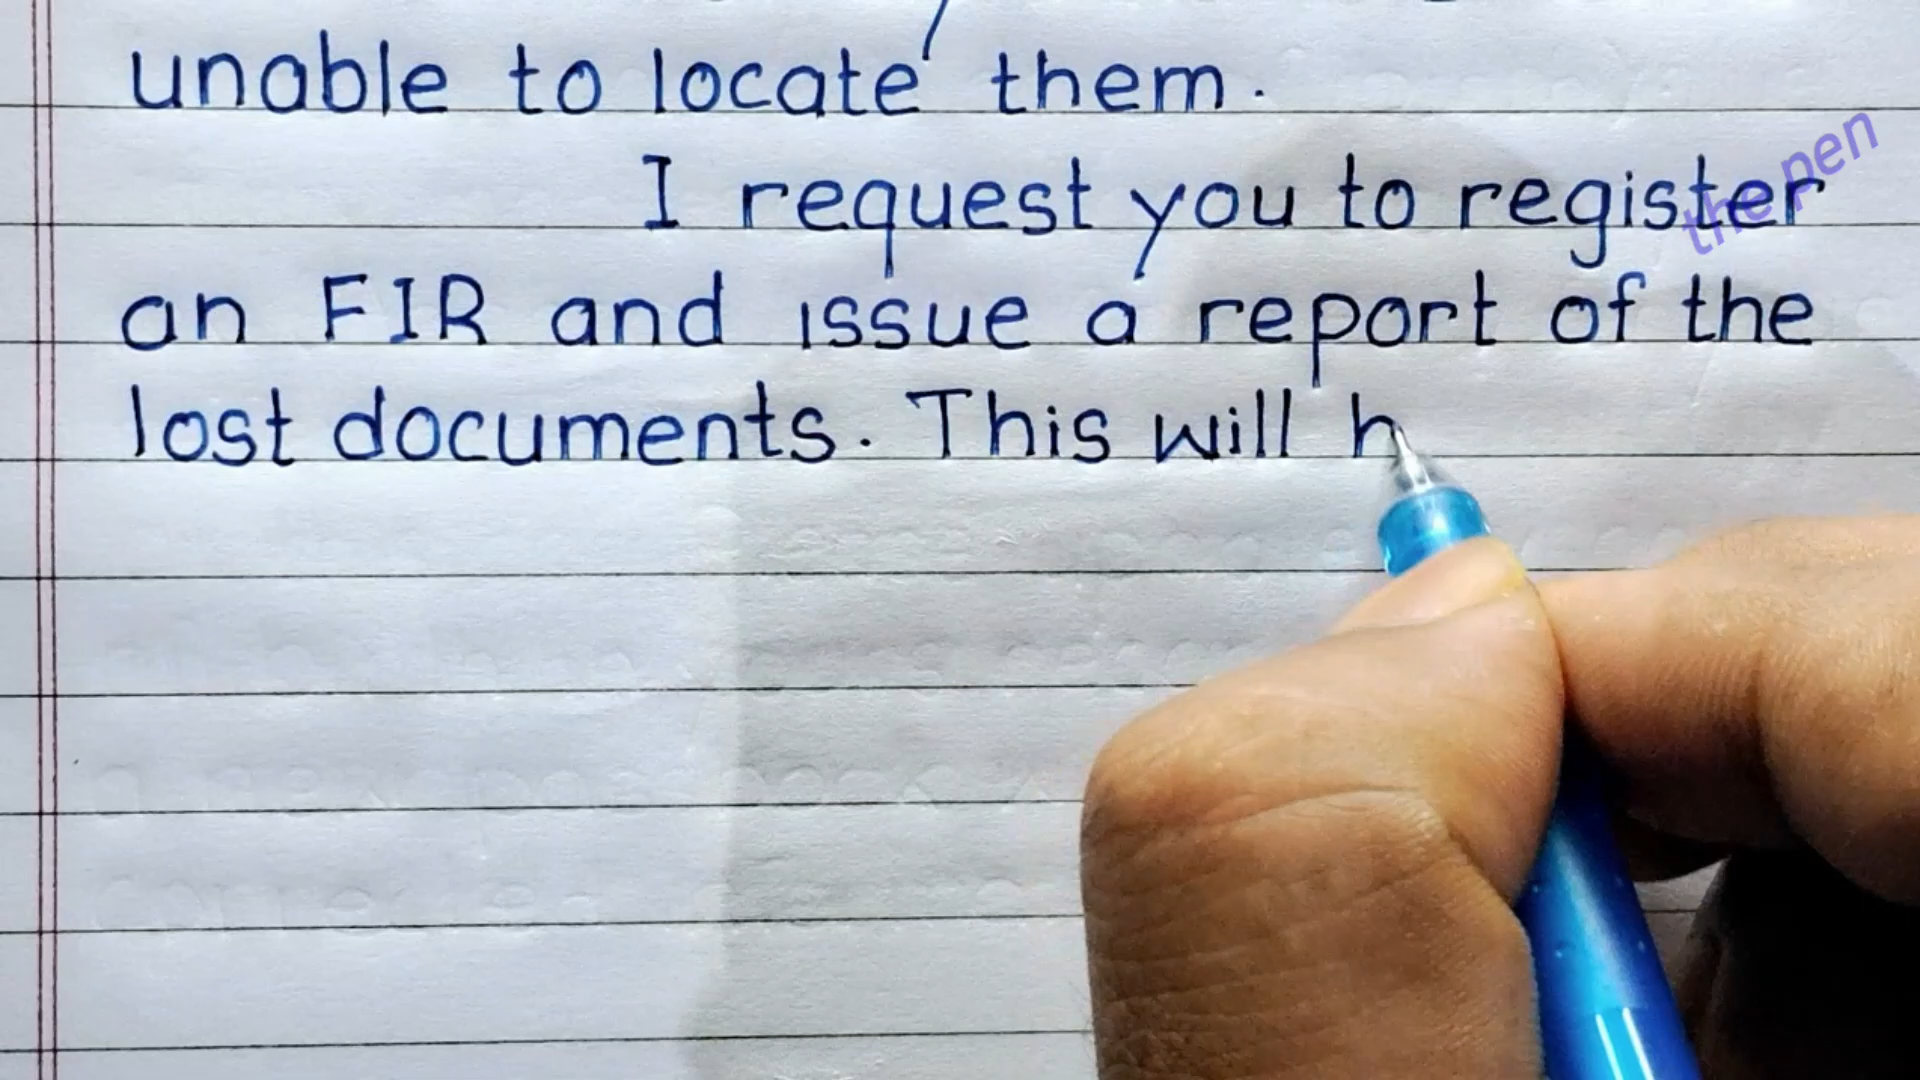 unable to locate them.
I request you to register
an FIR and issue a report of the
lost documents. This will h
the pen